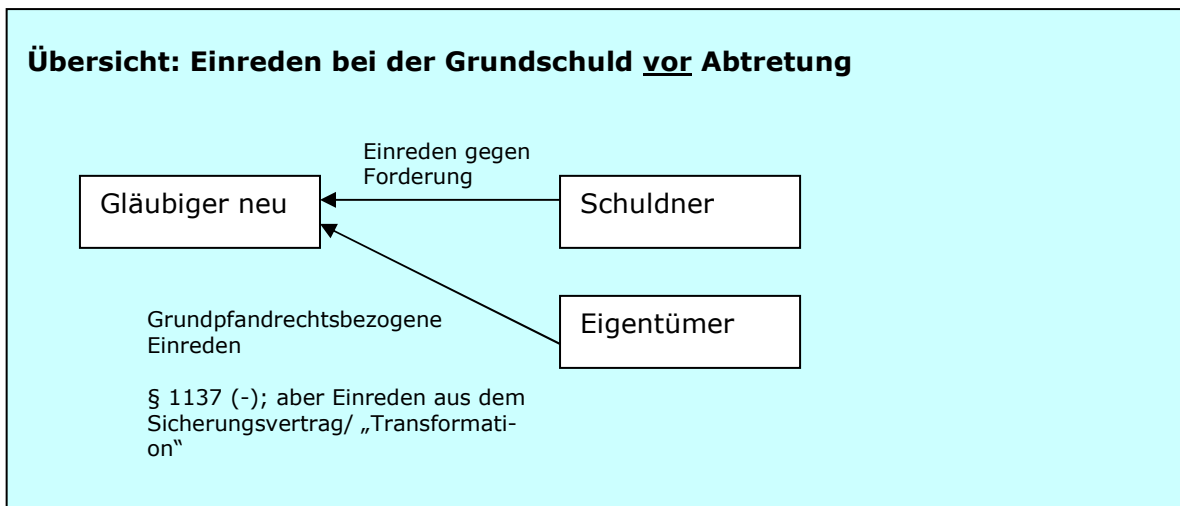 Übersicht: Einreden bei der Grundschuld vor Abtretung
Einreden gegen
Forderung
Gläubiger neu
Schuldner
Eigentümer
Grundpfandrechtsbezogene
Einreden
§ 1137 (-); aber Einreden aus dem
Sicherungsvertrag/ „Transformati-
on“